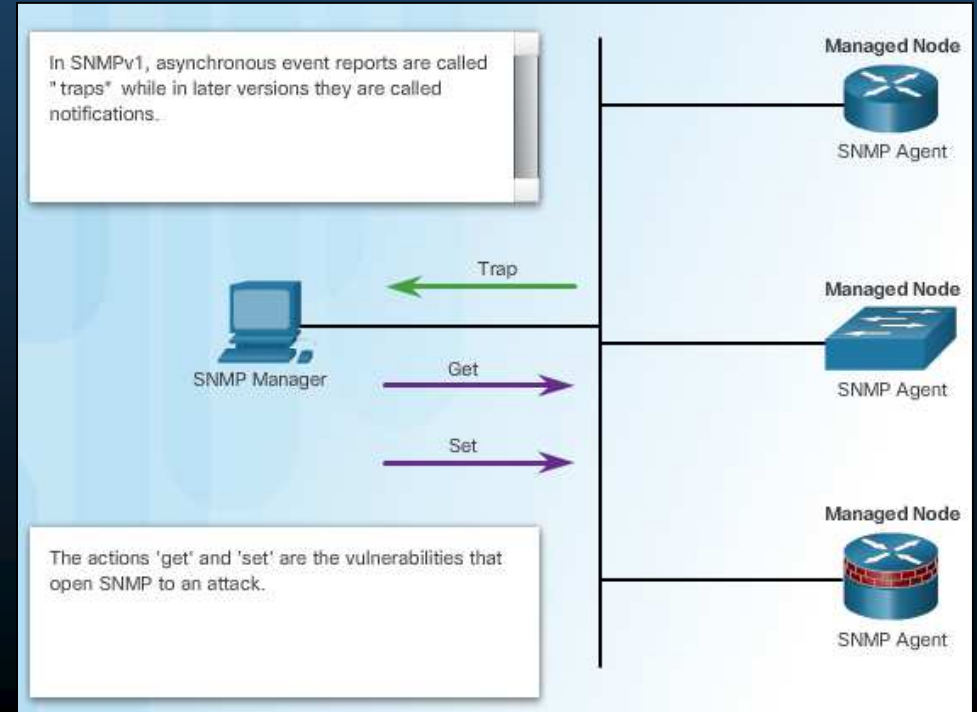 In SNMPv1, asynchronous event reports are called
"traps" while in later versions they are called
notifications.
Managed Node
SNMP Agent
Trap
SNMP Manager
Get
Set
Managed Node
SNMP Agent
The actions 'get' and 'set' are the vulnerabilities that
open SNMP to an attack.
Managed Node
SNMP Agent